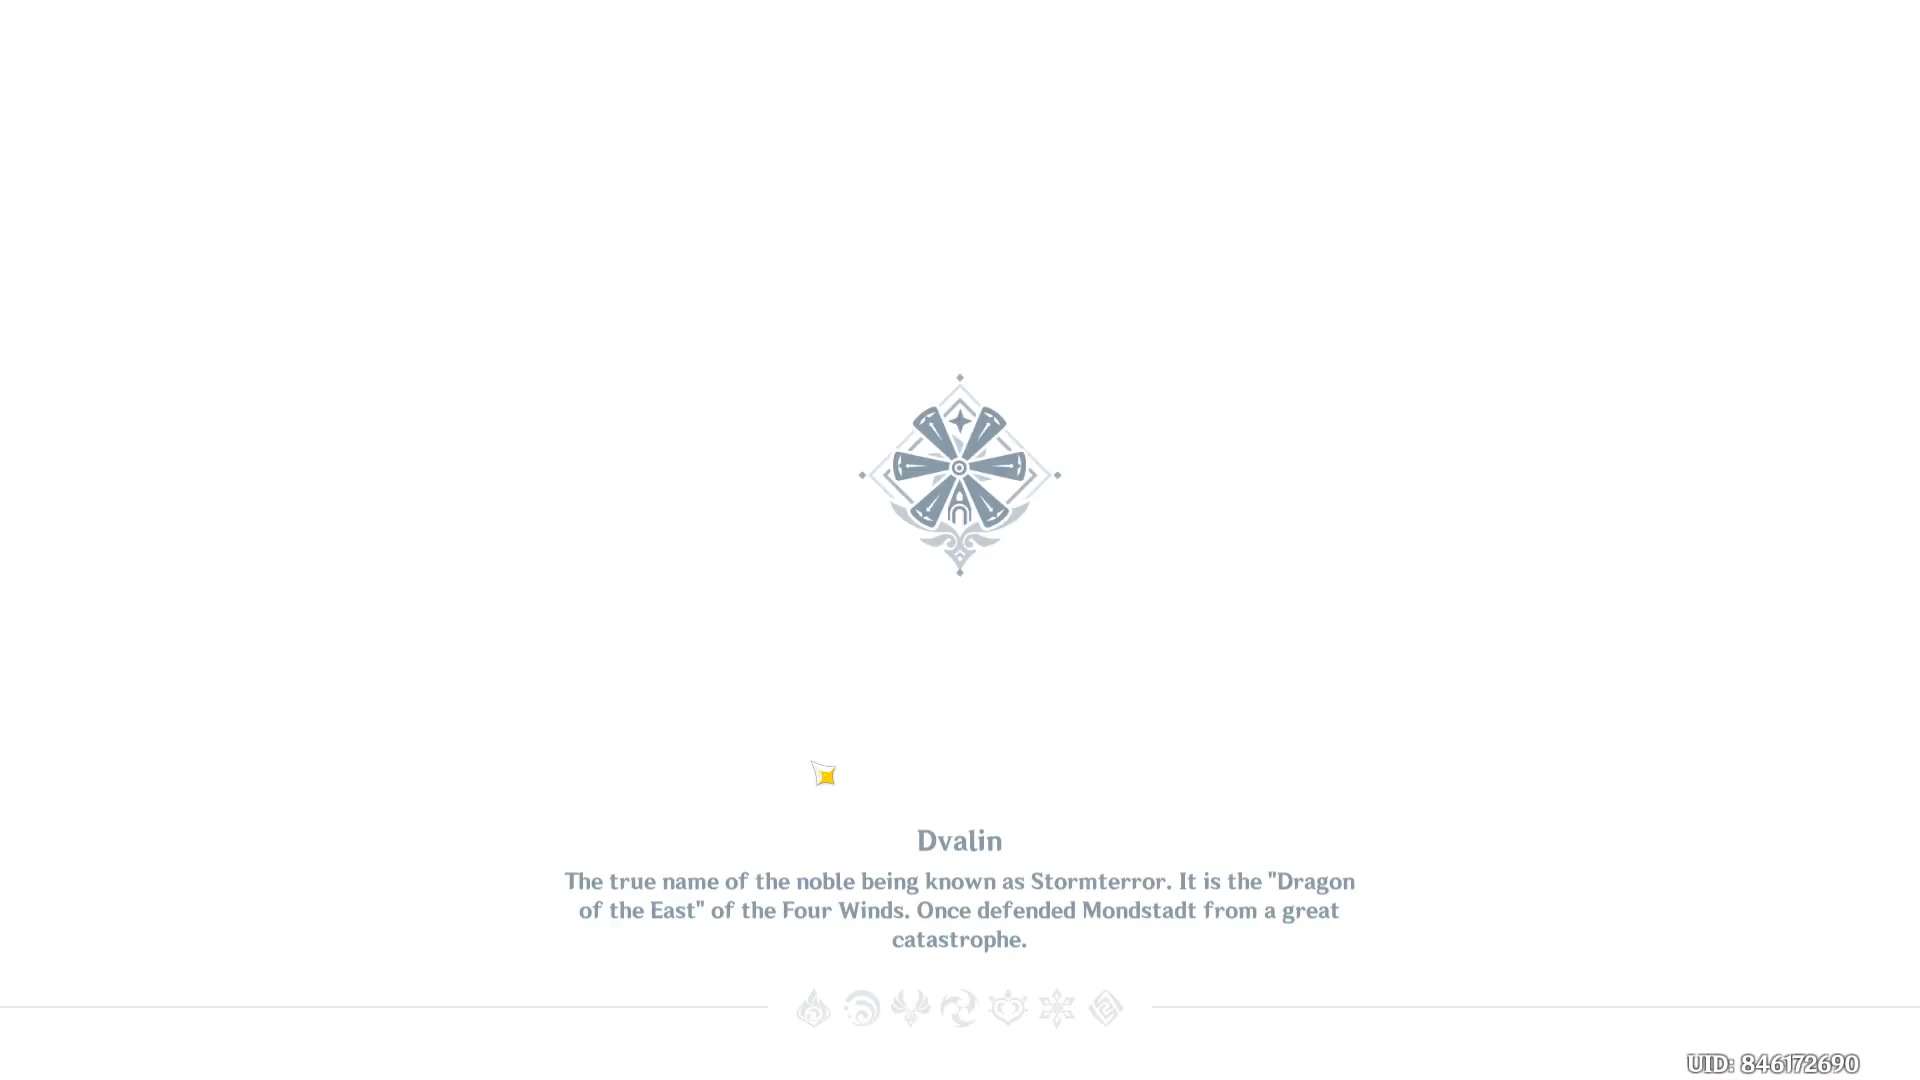 Dvalin
The true name of the noble being known as Stormterror. It is the "Dragon
of the East" of the Four Winds. Once defended Mondstadt from a great
catastrophe.
UID: 846172690